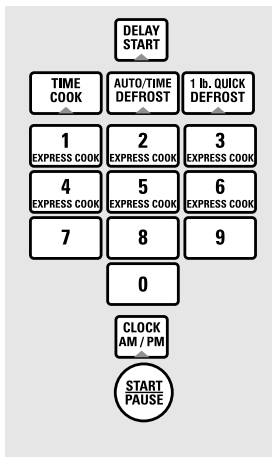 DELAY
START
TIME
COOK
AUTO/TIME
DEFROST
1 lb. QUICK
DEFROST
1
EXPRESS COOK
2
EXPRESS COOK
3
EXPRESS COOK
4
EXPRESS COOK
5
EXPRESS COOK
6
EXPRESS COOK
7
8
9
0
CLOCK
AM / PM
START
PAUSE